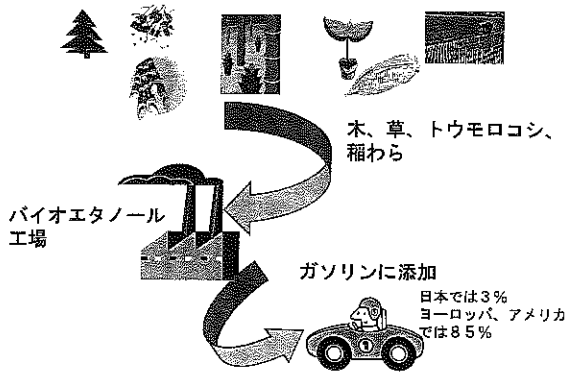 木、草、トウモロコシ、
稲わら
バイオエタノール
工場
ガソリンに添加
日本では3％
ヨーロッパ、アメリカ
では85％
1